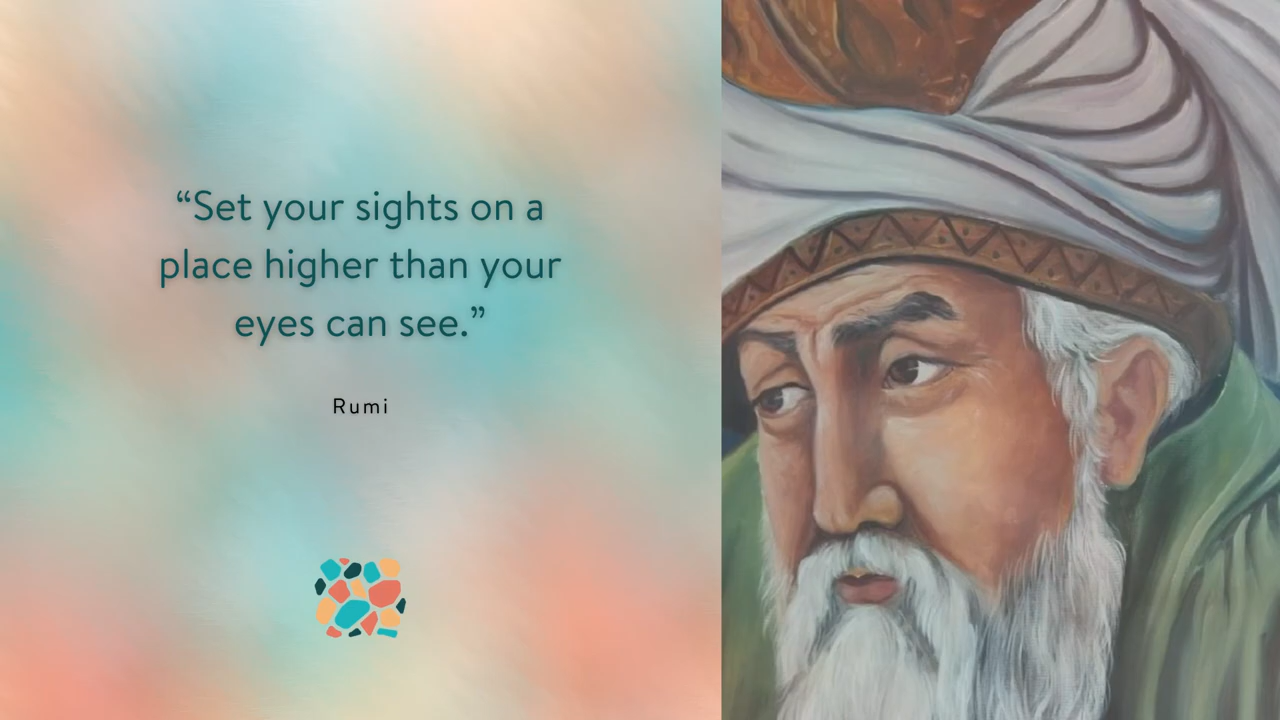 “Set your sights on a
place higher than your
eyes can see.”
Rumi